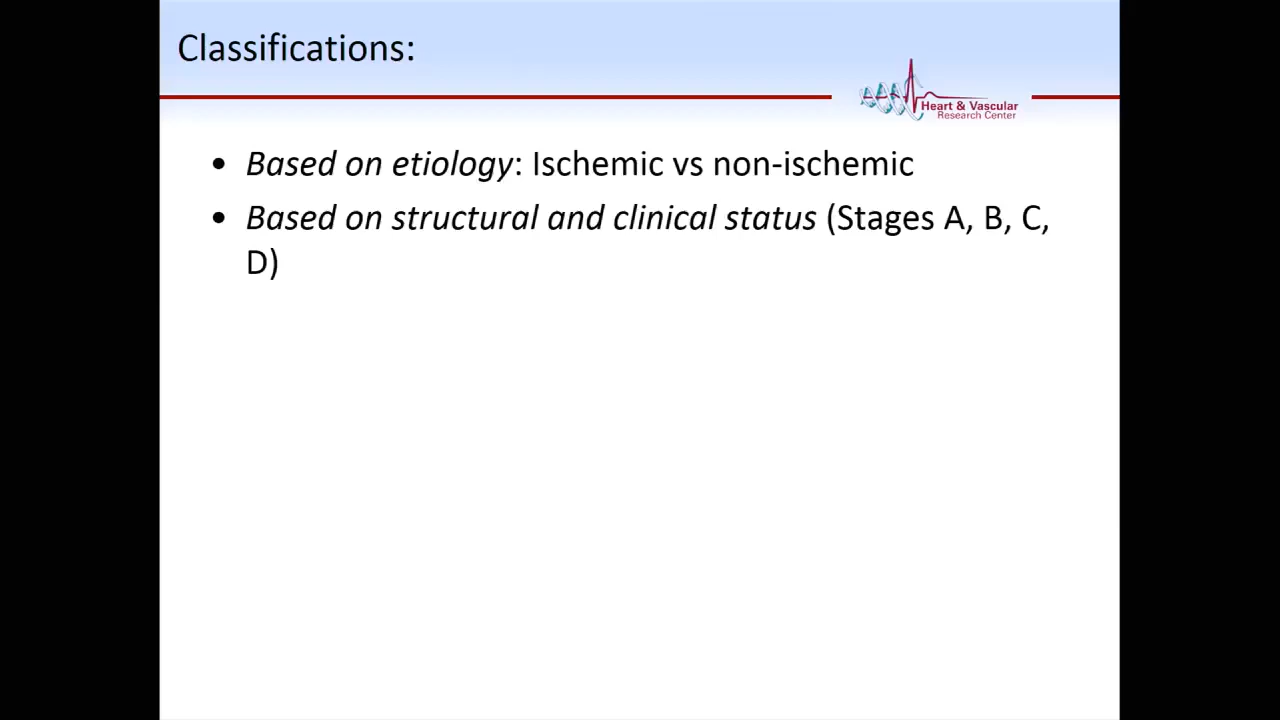 Classifications:
Heart & Vascular
Research Center
• Based on etiology: Ischemic vs non-ischemic
• Based on structural and clinical status (Stages A, B, C,
D)